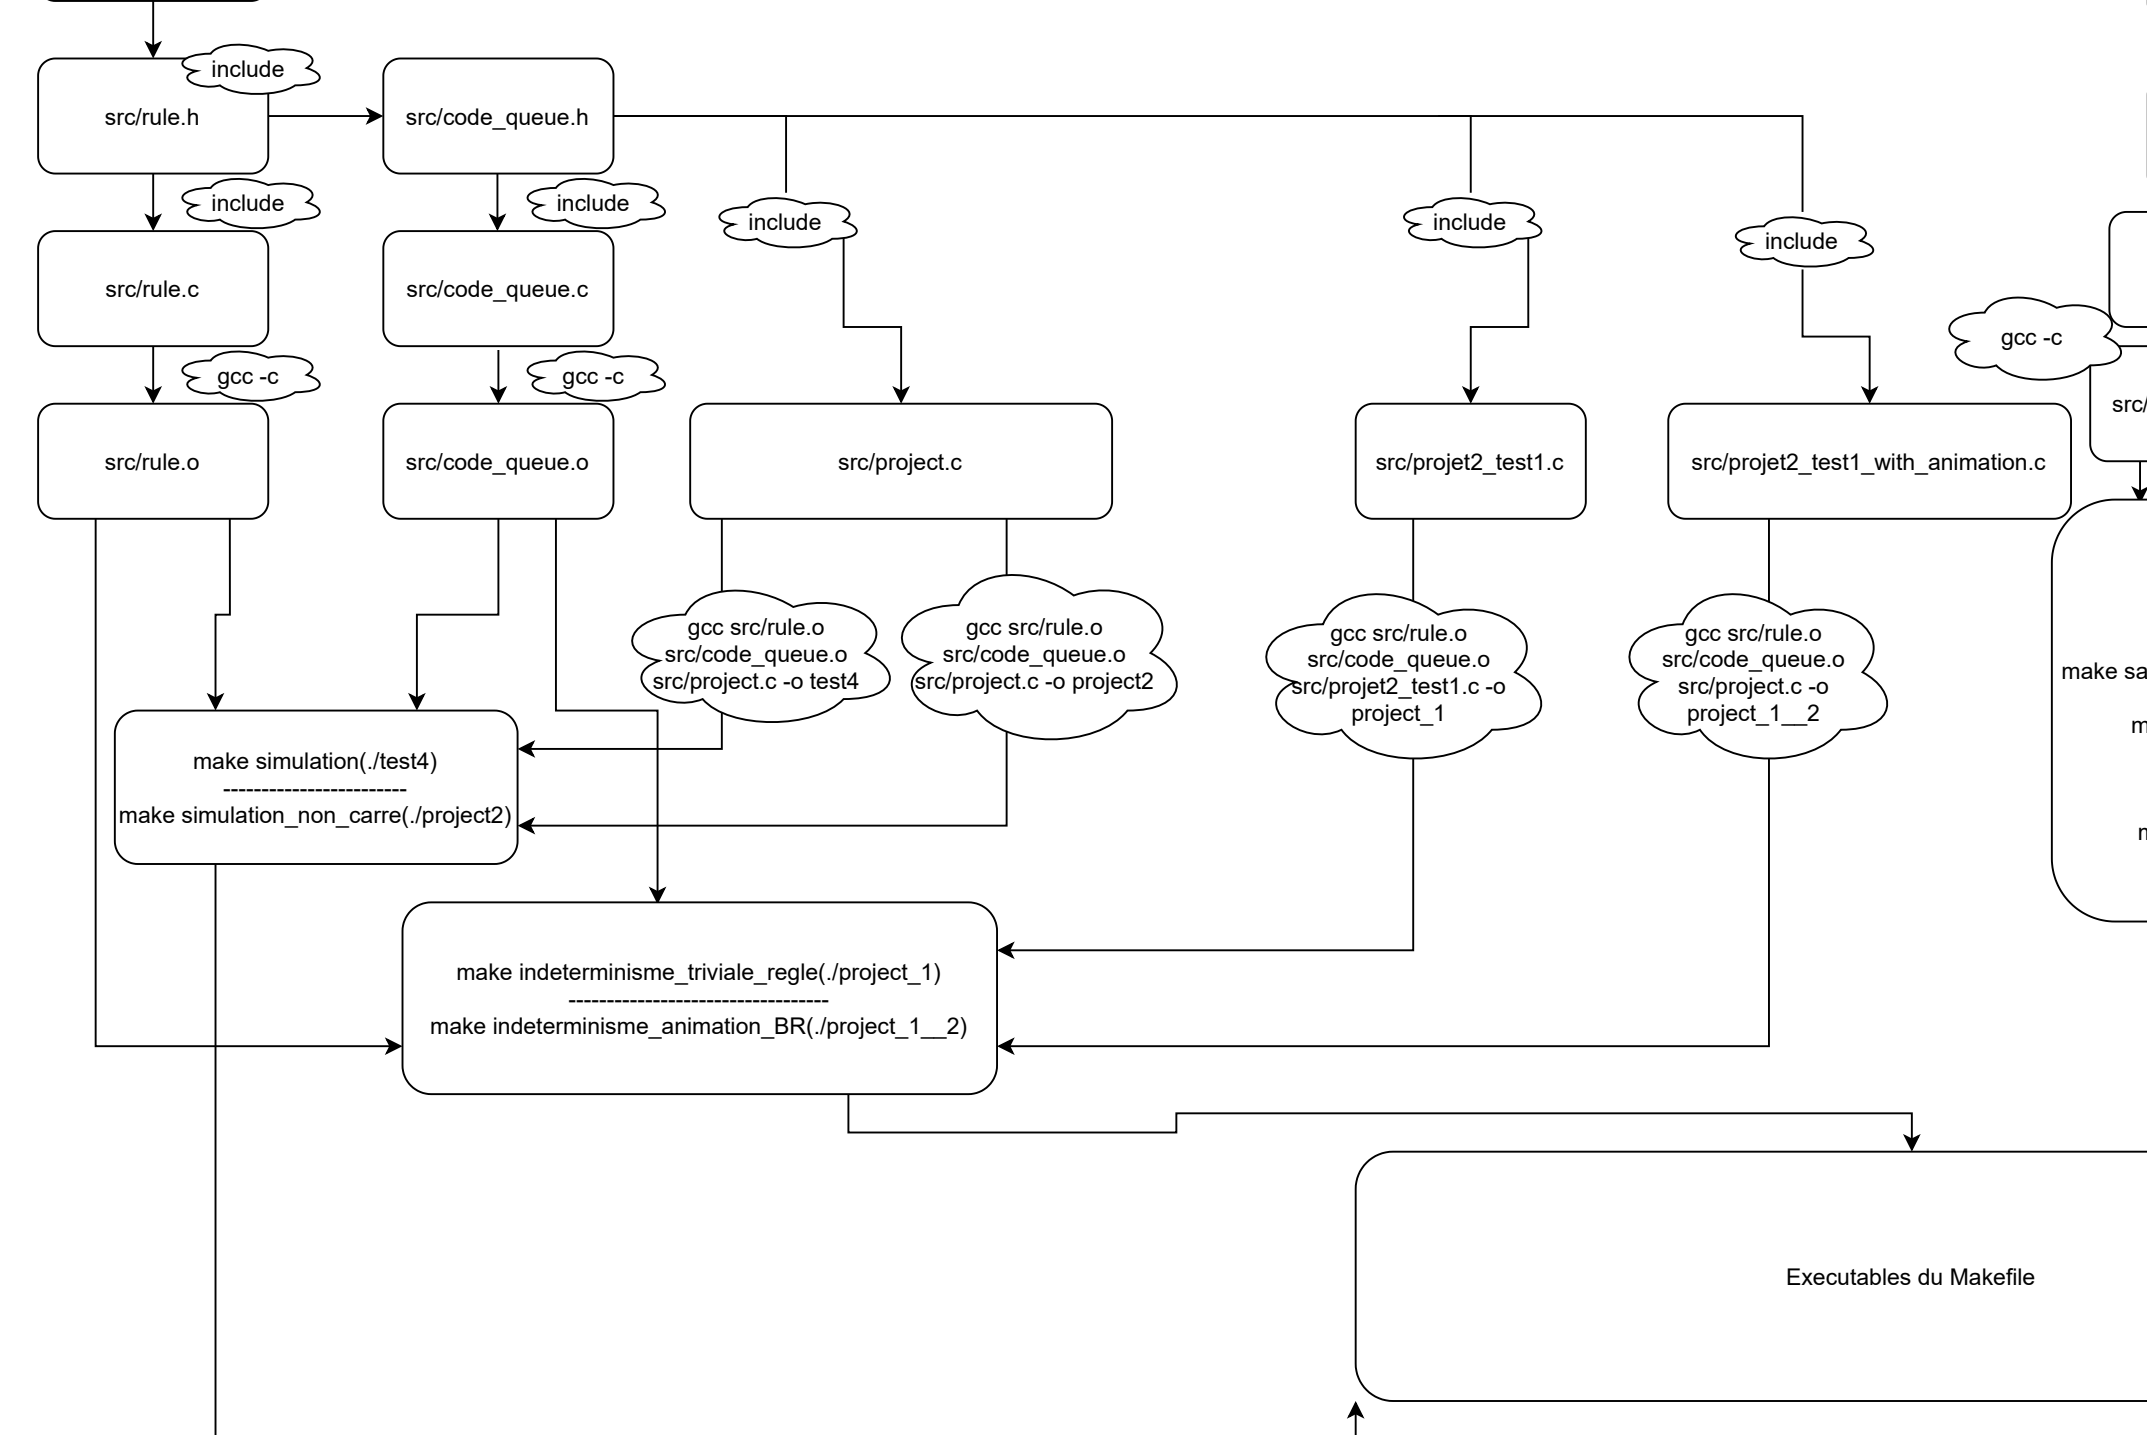 include
src/rule.h
src/code_queue.h
include
include
include
include
include
src/rule.c
src/code_queue.c
gcc -c
gcc -c
gcc -c
src/
src/rule.o
src/code_queue.o
src/project.c
src/projet2_test1.c
src/projet2_test1_with_animation.c
gcc src/rule.o
src/code_queue.o
src/project.c -o test4
gcc src/rule.o
src/code_queue.o
src/project.c -o project2
gcc src/rule.o
src/code_queue.o
src/projet2_test1.c -o
project_1
gcc src/rule.o
src/code_queue.o
src/project.c -o
project_1__2
make sa
m
make simulation(./test4)
------------------------
make simulation_non_carre(./project2)
make indeterminisme_triviale_regle(./project_1)
----------------------------------
make indeterminisme_animation_BR(./project_1__2)
Executables du Makefile